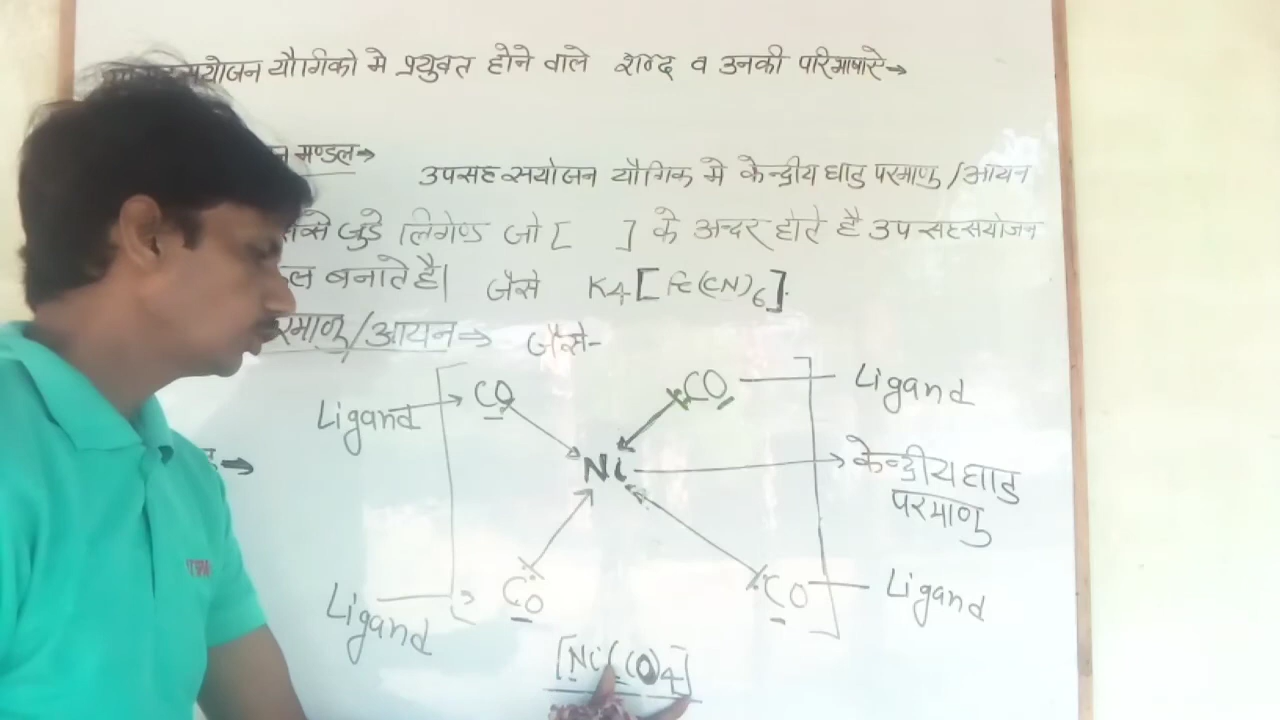 सयोजन यौगिको मे प्रयुक्त होने वाले शब्द व उनकी परिभाषाऐ→
मण्डल→
उपसहसयोजन यौगिक मे केन्द्रीय धातु परमाणु/आयन
जुडे लिगेण्ड जो [ ] के अन्दर होते है उपसहसयोजन
बनाते है। जैसे K4[Fe(CN)6].
परमाणु/आयन⇒ जैसे-
Ligand → CO CO Ligand
Ni → केन्द्रीय धातु
परमाणु
Ligand → CO CO Ligand
[Ni(CO)4]